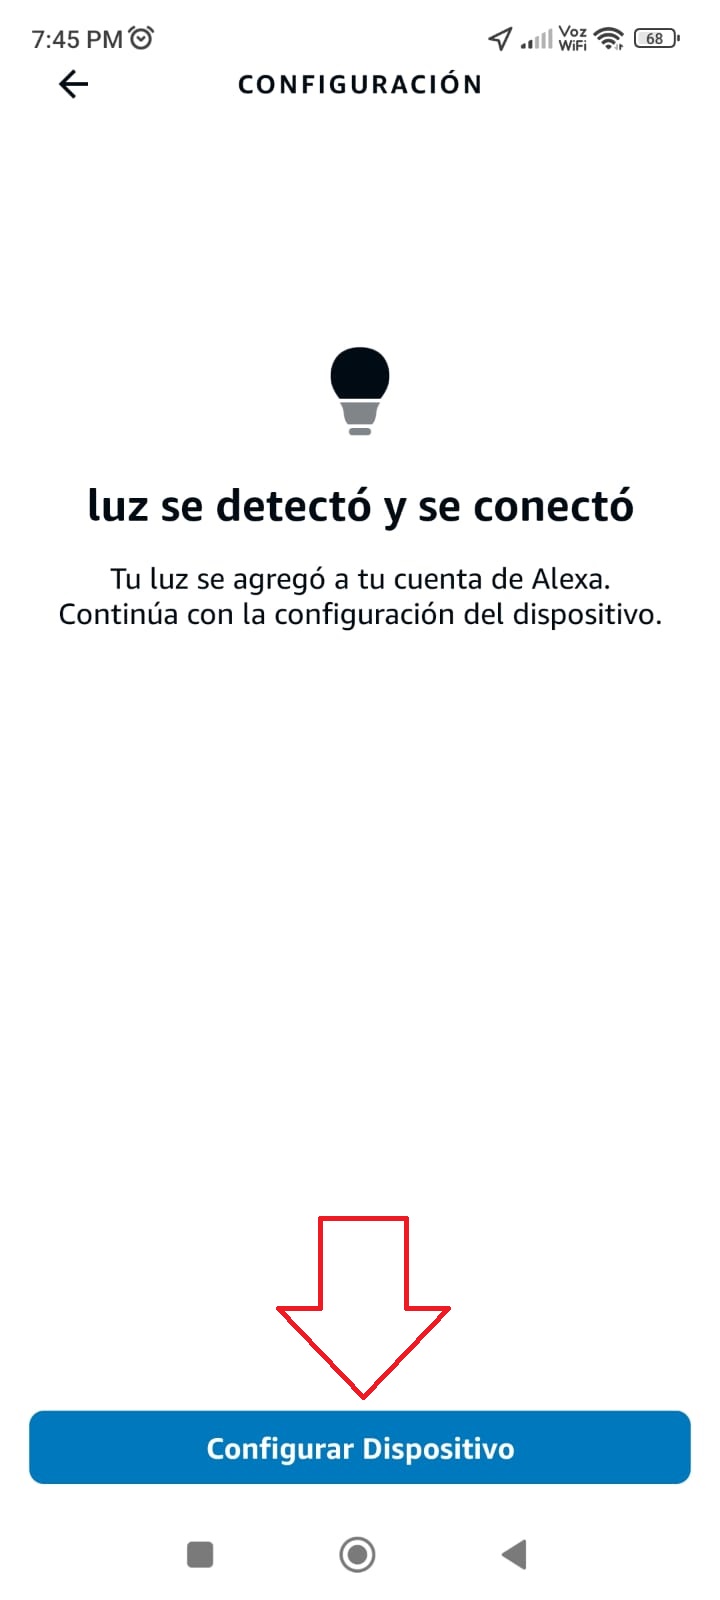 7:45 PM
Voz
WiFi
68
CONFIGURACIÓN
luz se detectó y se conectó
Tu luz se agregó a tu cuenta de Alexa.
Continúa con la configuración del dispositivo.
Configurar Dispositivo